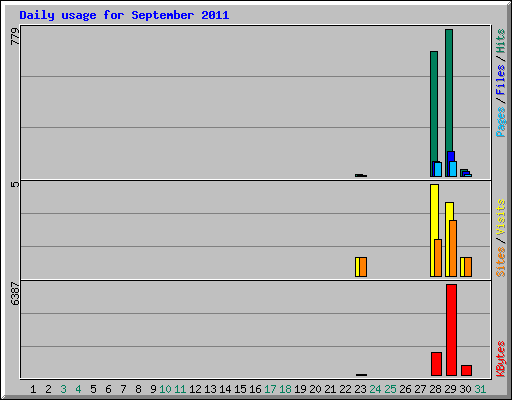 Daily usage for September 2011
779
Pages / Files / Hits
5
Sites / Visits
6387
KBytes
1 2 3 4 5 6 7 8 9 10 11 12 13 14 15 16 17 18 19 20 21 22 23 24 25 26 27 28 29 30 31